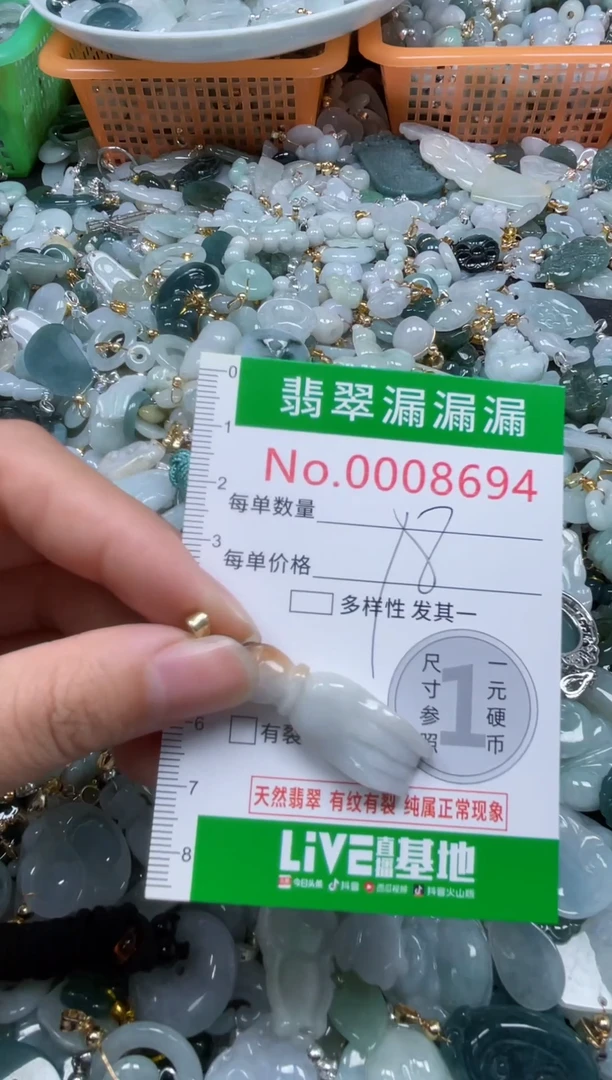 0
翡翠漏漏漏
1
No.0008694
2
每单数量
3
每单价格
18
多样性 发其一
尺寸参照
1
一元硬币
6
有裂
7
天然翡翠 有纹有裂 纯属正常现象
LiVE直播基地
8
今日头条 抖音 西瓜视频 抖音火山版